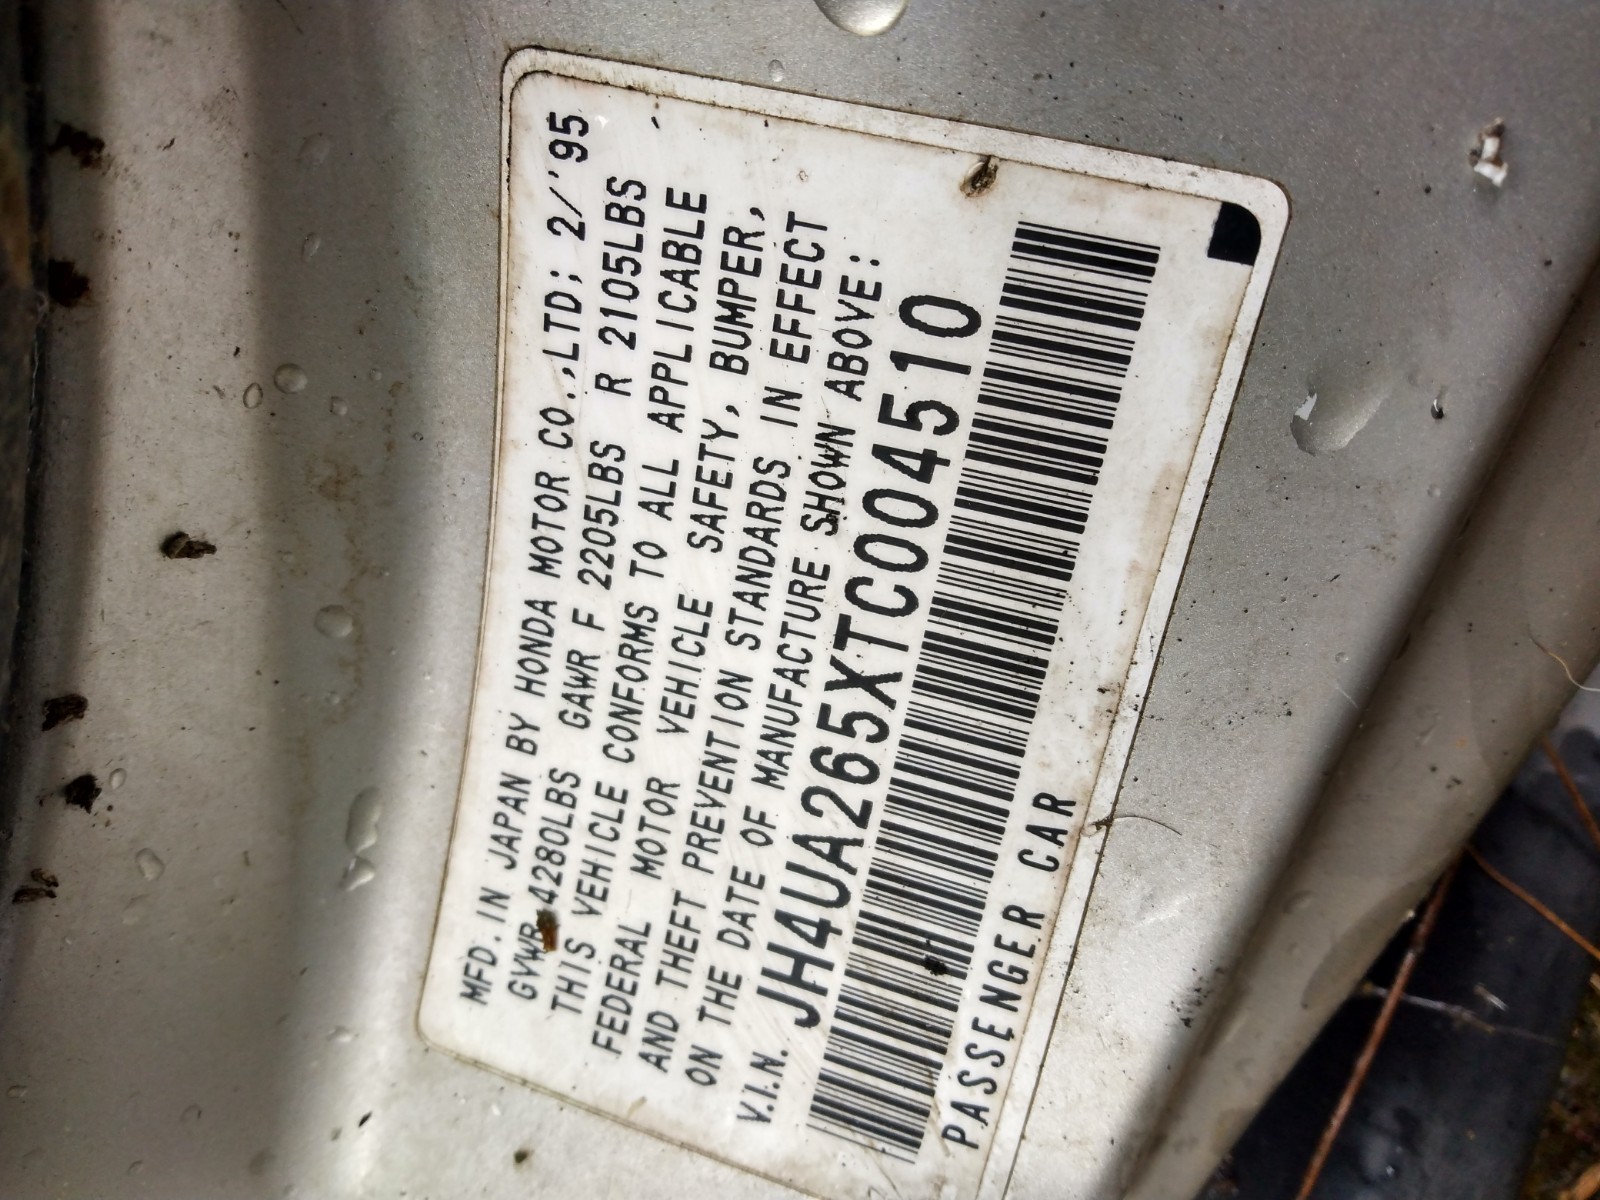 MFD. IN JAPAN BY HONDA MOTOR CO.,LTD; 2/'95
GVWR 4280LBS GAWR F 2205LBS R 2105LBS
THIS VEHICLE CONFORMS TO ALL APPLICABLE
FEDERAL MOTOR VEHICLE SAFETY, BUMPER,
AND THEFT PREVENTION STANDARDS IN EFFECT
ON THE DATE OF MANUFACTURE SHOWN ABOVE:
V.I.N. JH4UA265XTC004510
PASSENGER CAR